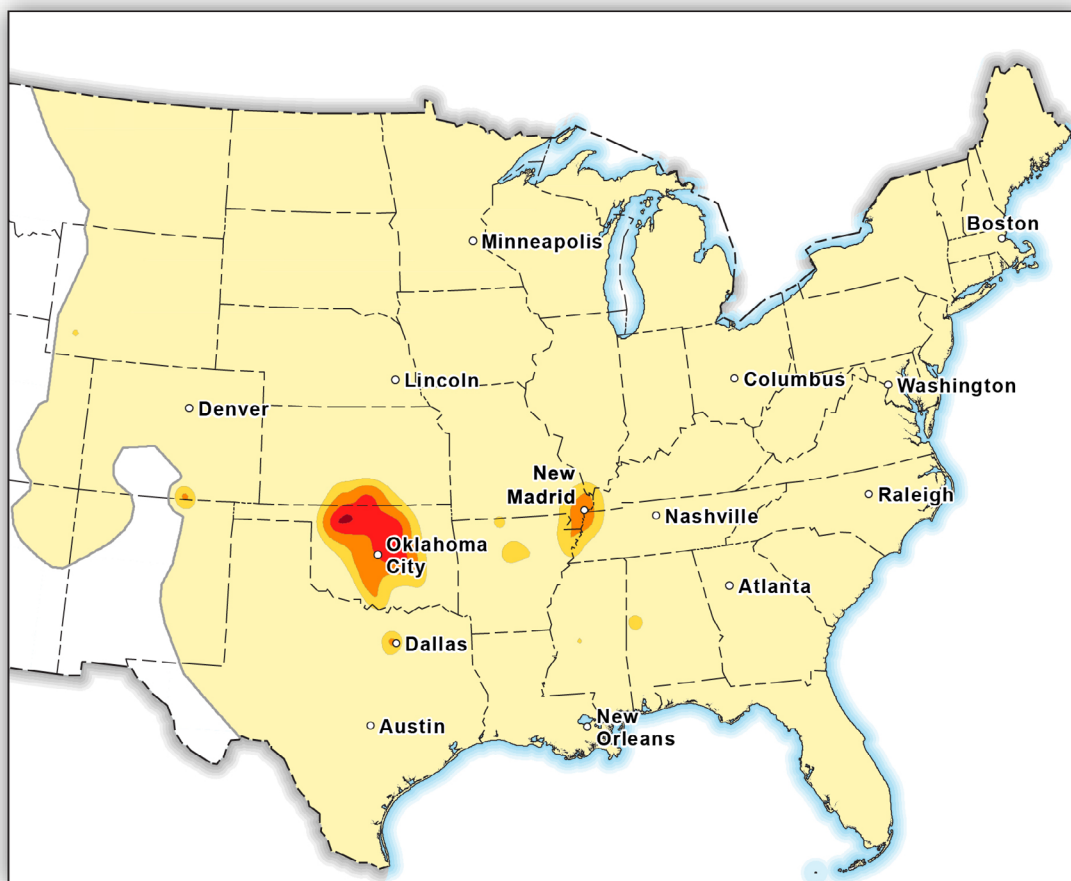 Boston
Minneapolis
Lincoln
Columbus
Washington
Denver
New
Madrid
Raleigh
Nashville
Oklahoma
City
Atlanta
Dallas
New
Orleans
Austin